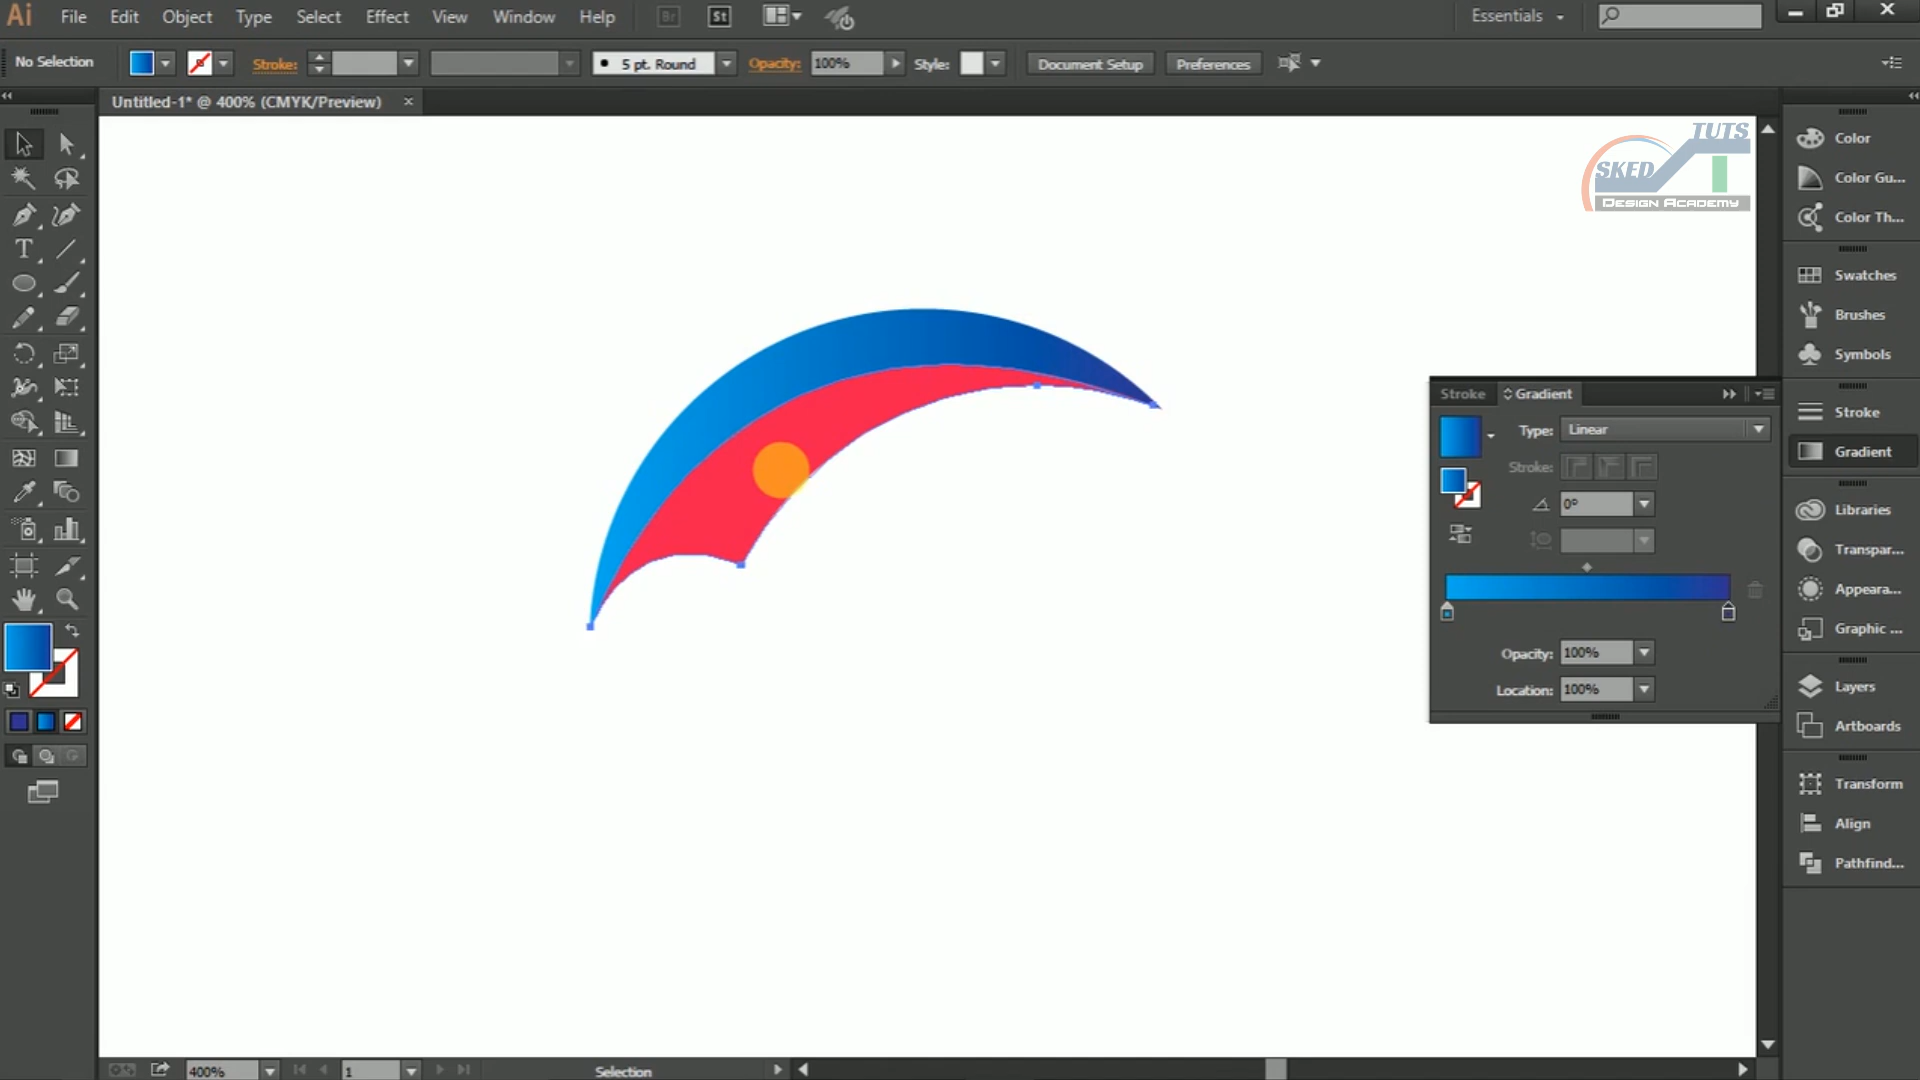 Ai File Edit Object Type Select Effect View Window Help Br St Essentials
No Selection Stroke: 5 pt. Round Opacity: 100% Style: Document Setup Preferences
Untitled-1* @ 400% (CMYK/Preview)
TUTS
SKED
Design Academy
Color
Color Gu...
Color Th...
Swatches
Brushes
Symbols
Stroke
Gradient
Libraries
Transpar...
Appeara...
Graphic ...
Layers
Artboards
Transform
Align
Pathfind...
Stroke Gradient
Type: Linear
Stroke:
0°
Opacity: 100%
Location: 100%
400% 1 Selection